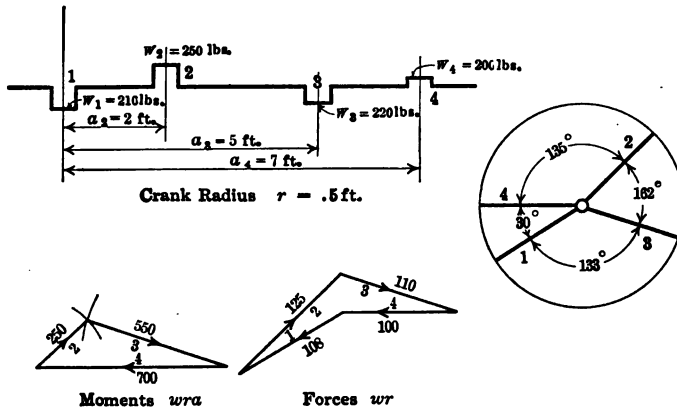 W₂ = 250 lbs.
W₄ = 200 lbs.
1
2
3
4
W₁ = 216 lbs.
W₃ = 220 lbs.
a₂ = 2 ft.
a₃ = 5 ft.
a₄ = 7 ft.
Crank Radius r = .5 ft.
135°
2
4
162°
30°
1
3
133°
250
2
550
3
4
700
Moments wra
125
2
3
110
4
100
1
108
Forces wr